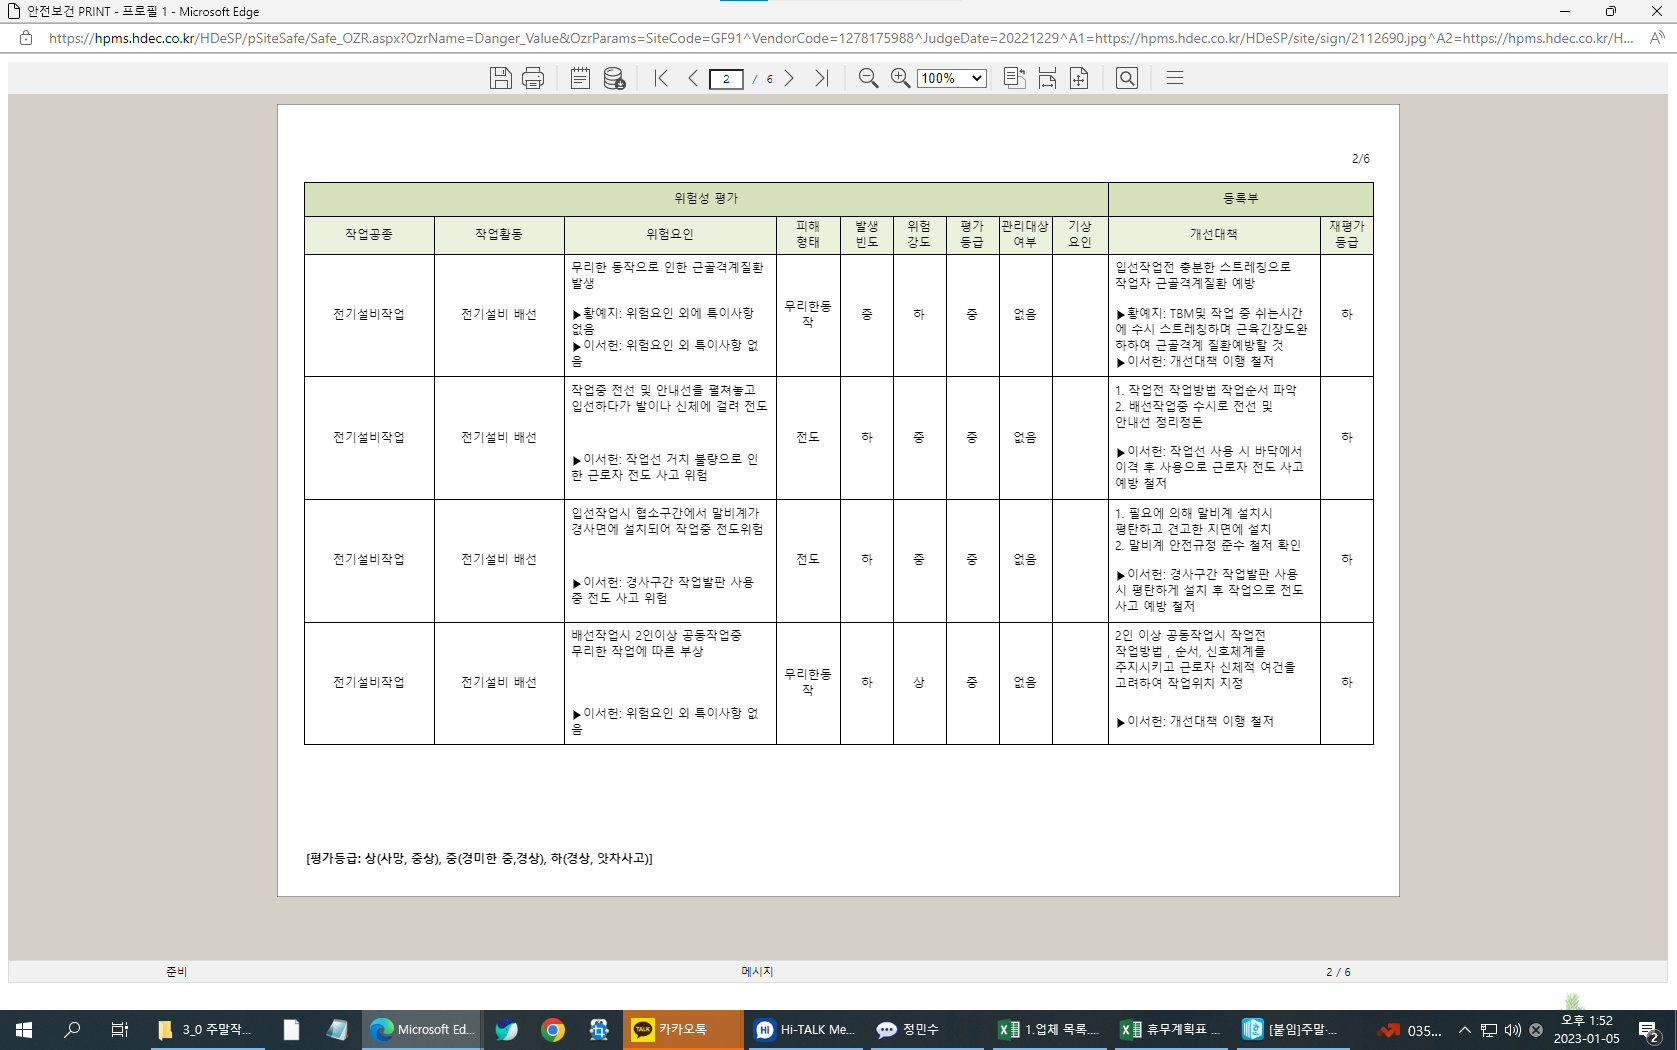 안전보건 PRINT - 프로필 1 - Microsoft Edge
https://hpms.hdec.co.kr/HDeSP/pSiteSafe/Safe_OZR.aspx?OzrName=Danger_Value&OzrParams=SiteCode=GF91^VendorCode=1278175988^JudgeDate=20221229^A1=https://hpms.hdec.co.kr/HDeSP/site/sign/2112690.jpg^A2=https://hpms.hdec.co.kr/H...
2 / 6
100%
2/6
위험성 평가 등록부
작업공종 작업활동 위험요인 피해 형태 발생 빈도 위험 강도 평가 등급 관리대상 여부 기상 요인 개선대책 재평가 등급
전기설비작업
전기설비 배선
무리한 동작으로 인한 근골격계질환
발생
▶황예지: 위험요인 외에 특이사항
없음
▶이서헌: 위험요인 외 특이사항 없
음
무리한동
작
중 하 중 없음
입선작업전 충분한 스트레칭으로
작업자 근골격계질환 예방
▶황예지: TBM및 작업 중 쉬는시간
에 수시 스트레칭하며 근육긴장도완
하하여 근골격계 질환예방할 것
▶이서헌: 개선대책 이행 철저
하
전기설비작업
전기설비 배선
작업중 전선 및 안내선을 펼쳐놓고
입선하다가 발이나 신체에 걸려 전도
▶이서헌: 작업선 거치 불량으로 인
한 근로자 전도 사고 위험
전도
하 중 중 없음
1. 작업전 작업방법 작업순서 파악
2. 배선작업중 수시로 전선 및
안내선 정리정돈
▶이서헌: 작업선 사용 시 바닥에서
이격 후 사용으로 근로자 전도 사고
예방 철저
하
전기설비작업
전기설비 배선
입선작업시 협소구간에서 말비계가
경사면에 설치되어 작업중 전도위험
▶이서헌: 경사구간 작업발판 사용
중 전도 사고 위험
전도
하 중 중 없음
1. 필요에 의해 말비계 설치시
평탄하고 견고한 지면에 설치
2. 말비계 안전규정 준수 철저 확인
▶이서헌: 경사구간 작업발판 사용
시 평탄하게 설치 후 작업으로 전도
사고 예방 철저
하
전기설비작업
전기설비 배선
배선작업시 2인이상 공동작업중
무리한 작업에 따른 부상
▶이서헌: 위험요인 외 특이사항 없
음
무리한동
작
하 상 중 없음
2인 이상 공동작업시 작업전
작업방법 , 순서, 신호체계를
주지시키고 근로자 신체적 여건을
고려하여 작업위치 지정
▶이서헌: 개선대책 이행 철저
하
[평가등급: 상(사망, 중상), 중(경미한 중,경상), 하(경상, 앗차사고)]
준비 메시지 2 / 6
3_0 주말작... Microsoft Ed... TALK 카카오톡 Hi Hi-TALK Me... 정민수 1.업체 목록.... 휴무계획표 ... [붙임]주말... 035... 오후 1:52
2023-01-05
2